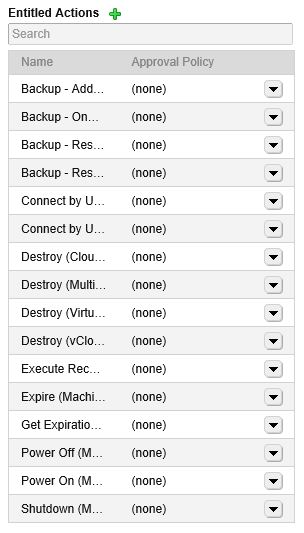 Entitled Actions
Search
Name Approval Policy
Backup - Add... (none)
Backup - On... (none)
Backup - Res... (none)
Backup - Res... (none)
Connect by U... (none)
Connect by U... (none)
Destroy (Clou... (none)
Destroy (Multi... (none)
Destroy (Virtu... (none)
Destroy (vClo... (none)
Execute Rec... (none)
Expire (Machi... (none)
Get Expiratio... (none)
Power Off (M... (none)
Power On (M... (none)
Shutdown (M... (none)